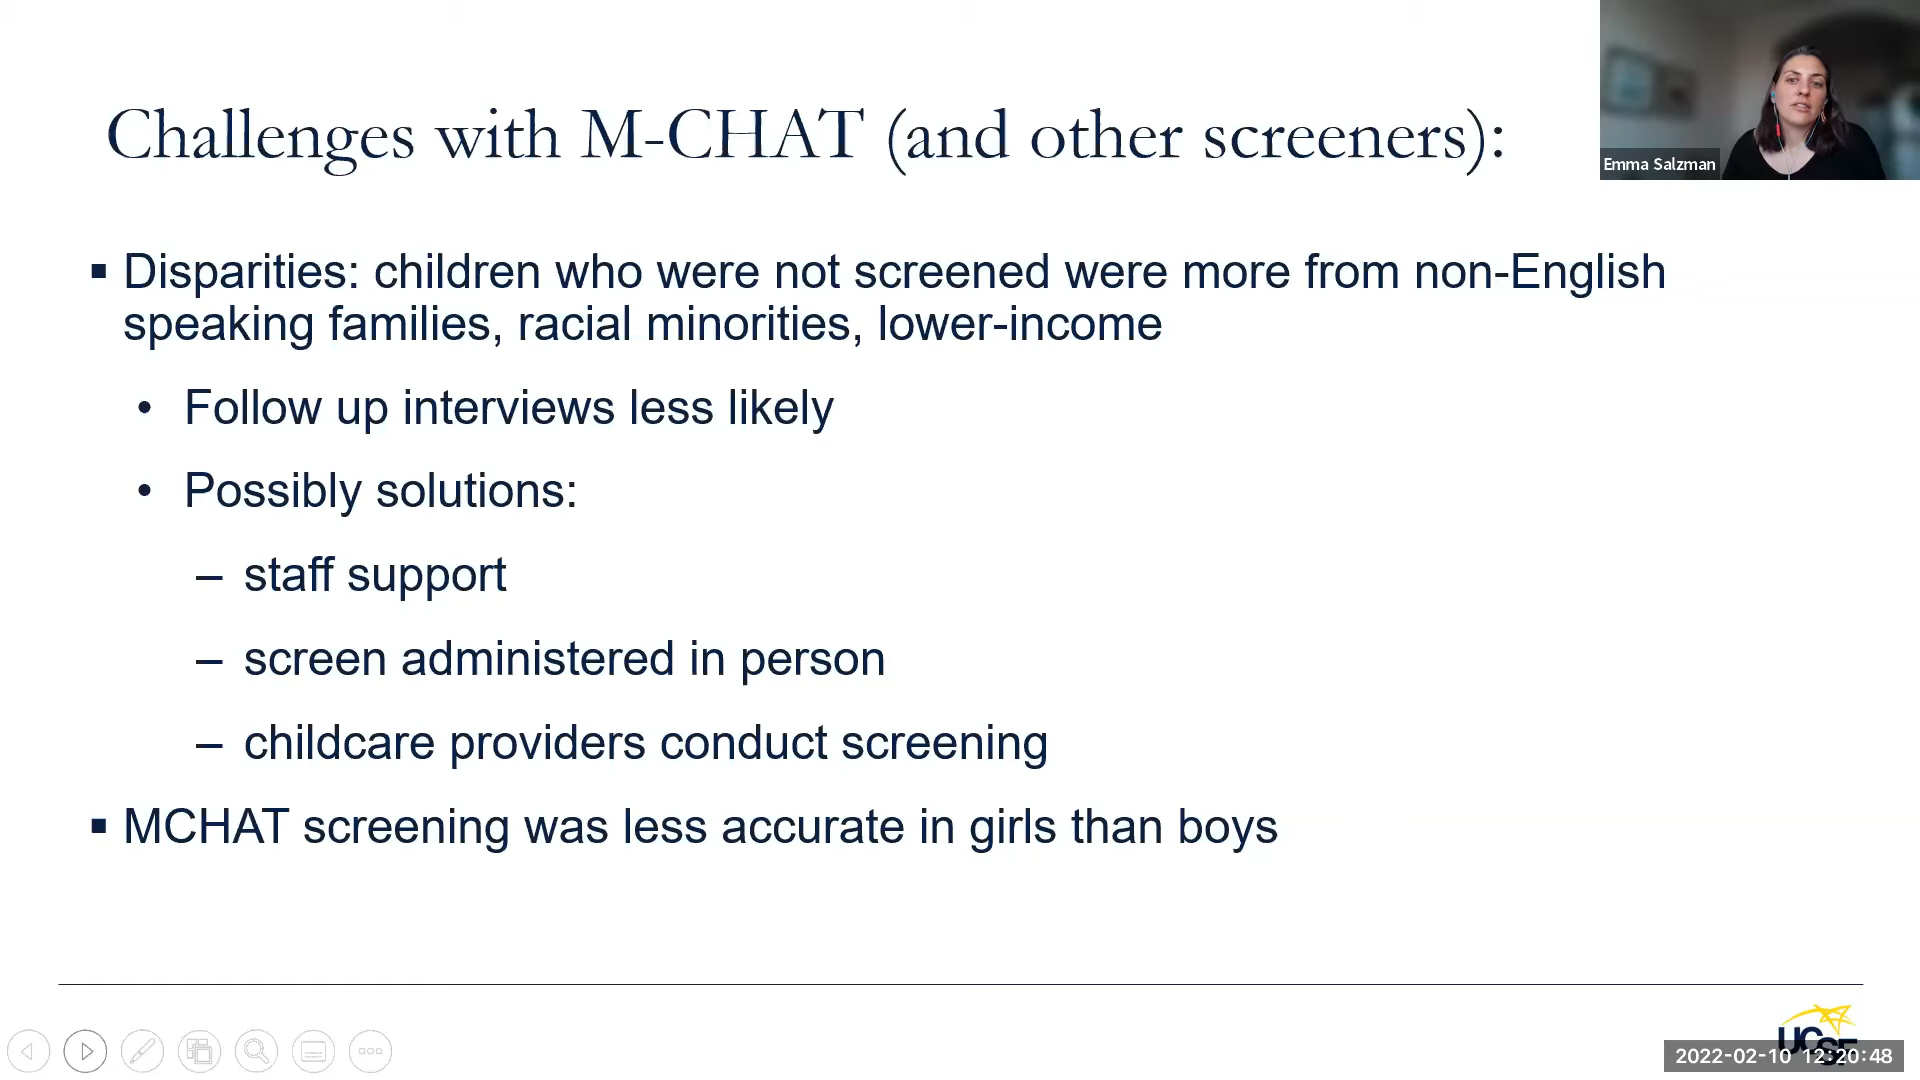 Challenges with M-CHAT (and other screeners):
Emma Salzman
▪ Disparities: children who were not screened were more from non-English
speaking families, racial minorities, lower-income
• Follow up interviews less likely
• Possibly solutions:
– staff support
– screen administered in person
– childcare providers conduct screening
▪ MCHAT screening was less accurate in girls than boys
UCSF
2022-02-10 12:20:48